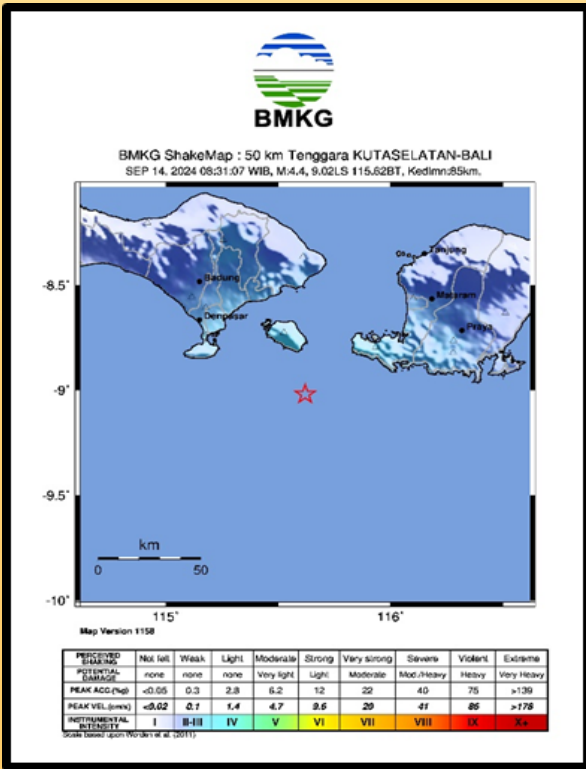 BMKG
BMKG ShakeMap : 50 km Tenggara KUTASELATAN-BALI
SEP 14, 2024 08:31:07 WIB, M:4.4, 9.02LS 115.62BT, Kedlmn:85km.
Tanjung
-8.5˚
Badung
Mataram
Denpasar
Praya
-9˚
-9.5˚
km
0 50
-10˚
115˚ 116˚
Map Version 1158
PERCEIVED SHAKING Not felt Weak Light Moderate Strong Very strong Severe Violent Extreme
POTENTIAL DAMAGE none none none Very light Light Moderate Mod./Heavy Heavy Very Heavy
PEAK ACC.(%g) <0.05 0.3 2.8 6.2 12 22 40 75 >139
PEAK VEL.(cm/s) <0.02 0.1 1.4 4.7 9.6 20 41 86 >178
INSTRUMENTAL INTENSITY I II-III IV V VI VII VIII IX X+
Scale based upon Worden et al. (2011)